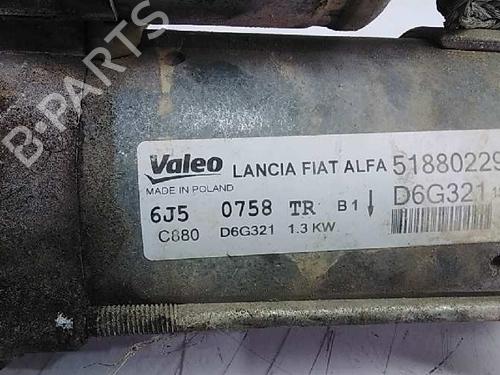 B-PARTS
Valeo LANCIA FIAT ALFA 51880229
MADE IN POLAND D6G321
6J5 0758 TR B1
C880 D6G321 1.3 KW